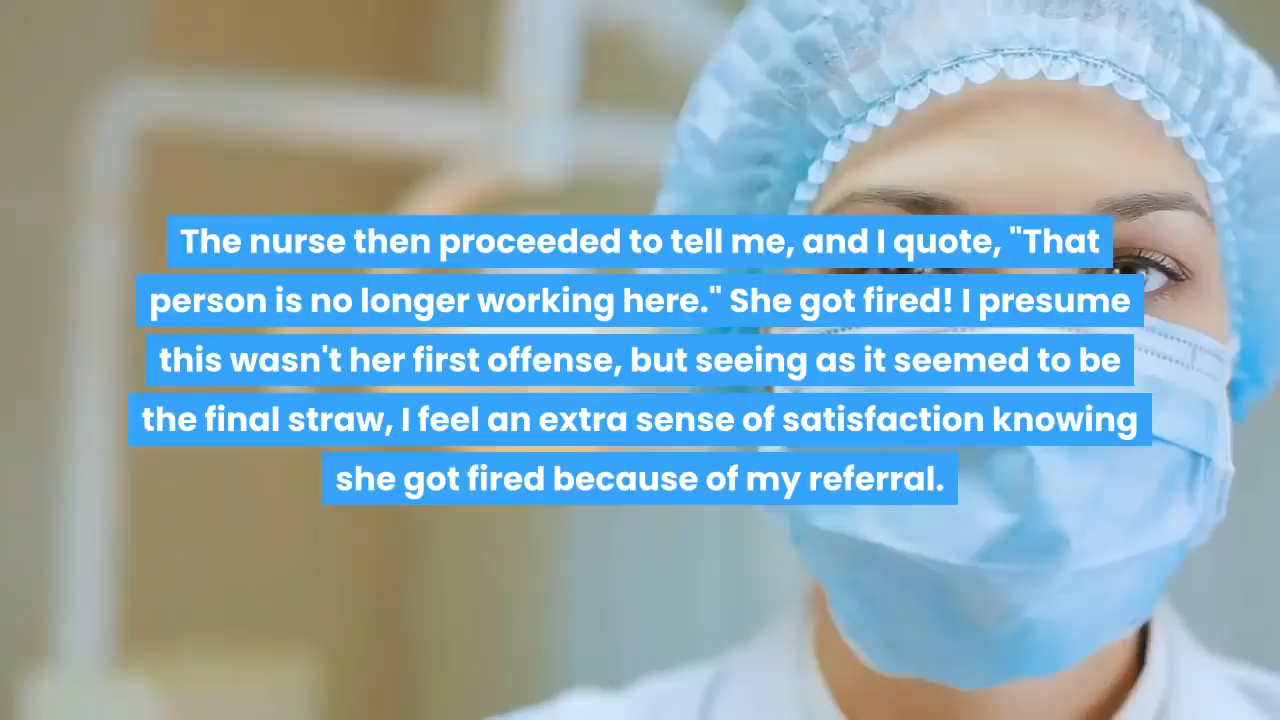 The nurse then proceeded to tell me, and I quote, "That
person is no longer working here." She got fired! I presume
this wasn't her first offense, but seeing as it seemed to be
the final straw, I feel an extra sense of satisfaction knowing
she got fired because of my referral.